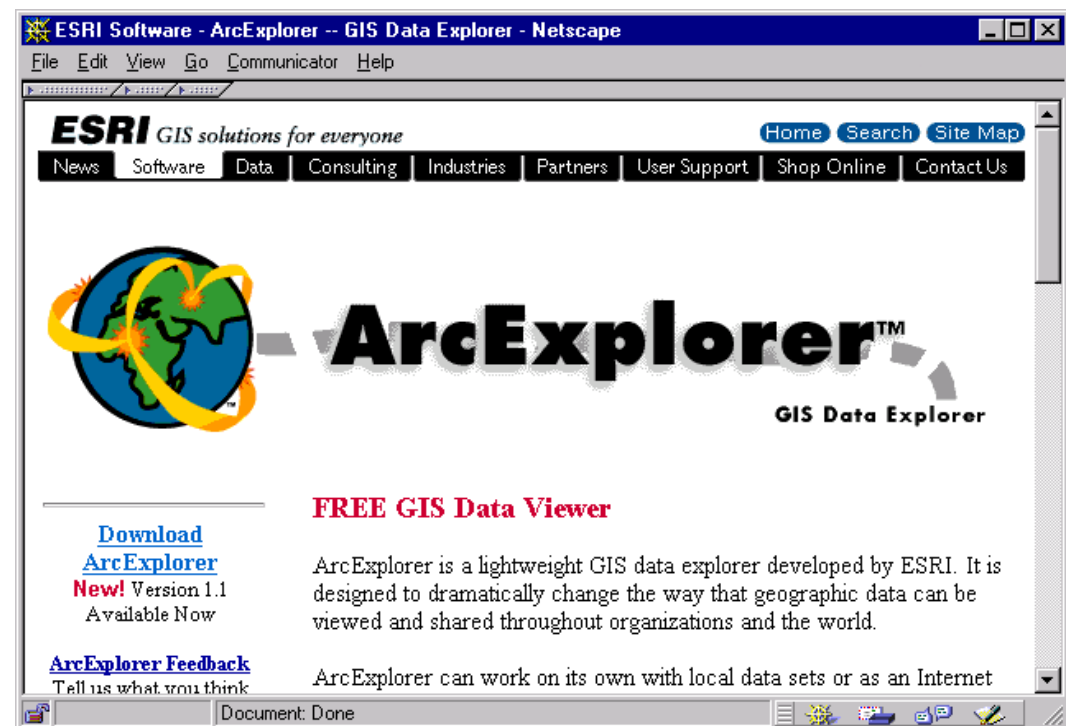 ESRI Software - ArcExplorer -- GIS Data Explorer - Netscape
File Edit View Go Communicator Help
ESRI GIS solutions for everyone
Home Search Site Map
News Software Data Consulting Industries Partners User Support Shop Online Contact Us
ArcExplorer™
GIS Data Explorer
Download
ArcExplorer
New! Version 1.1
Available Now
ArcExplorer Feedback
Tell us what you think
FREE GIS Data Viewer
ArcExplorer is a lightweight GIS data explorer developed by ESRI. It is
designed to dramatically change the way that geographic data can be
viewed and shared throughout organizations and the world.
ArcExplorer can work on its own with local data sets or as an Internet
Document: Done